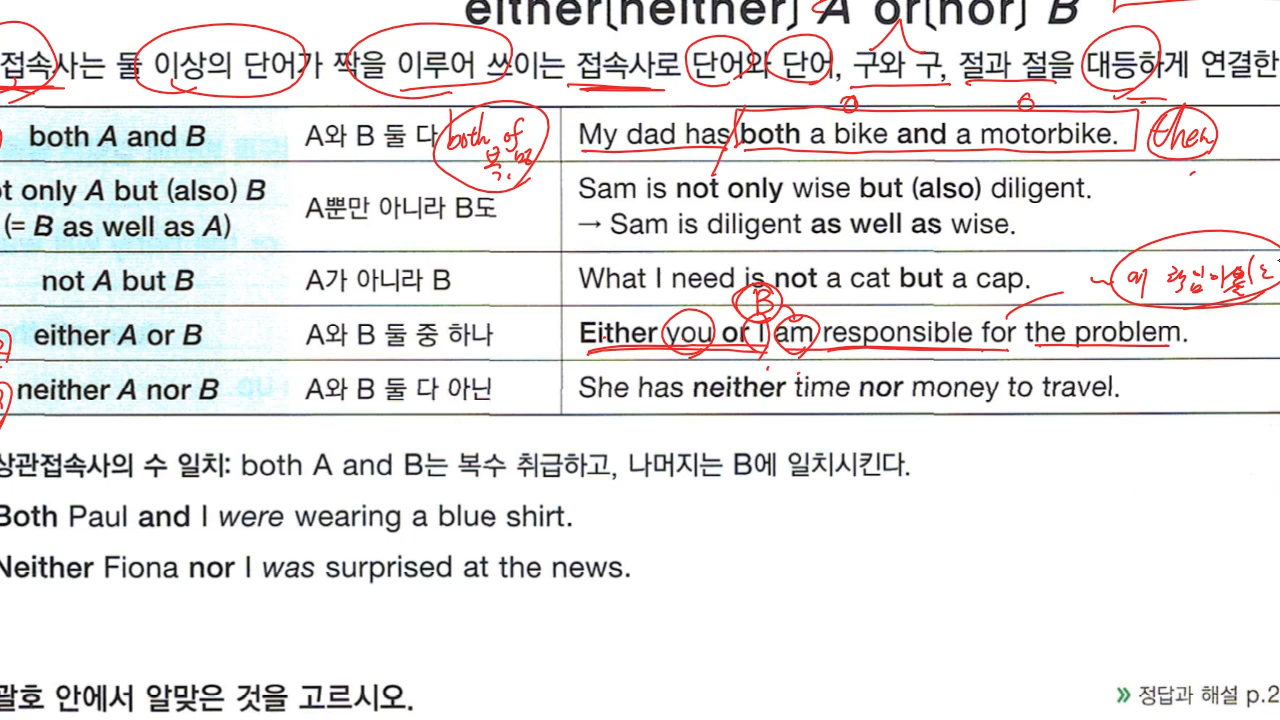 either(neither) A or(nor) B
접속사는 둘 이상의 단어가 짝을 이루어 쓰이는 접속사로 단어와 단어, 구와 구, 절과 절을 대등하게 연결한
both A and B A와 B 둘 다 both of My dad has both a bike and a motorbike. then
not only A but (also) B
(= B as well as A)
A뿐만 아니라 B도
Sam is not only wise but (also) diligent.
→ Sam is diligent as well as wise.
not A but B A가 아니라 B What I need is not a cat but a cap.
B
either A or B A와 B 둘 중 하나 Either you or I am responsible for the problem.
neither A nor B A와 B 둘 다 아닌 She has neither time nor money to travel.
상관접속사의 수 일치: both A and B는 복수 취급하고, 나머지는 B에 일치시킨다.
Both Paul and I were wearing a blue shirt.
Neither Fiona nor I was surprised at the news.
괄호 안에서 알맞은 것을 고르시오.
» 정답과 해설 p.2